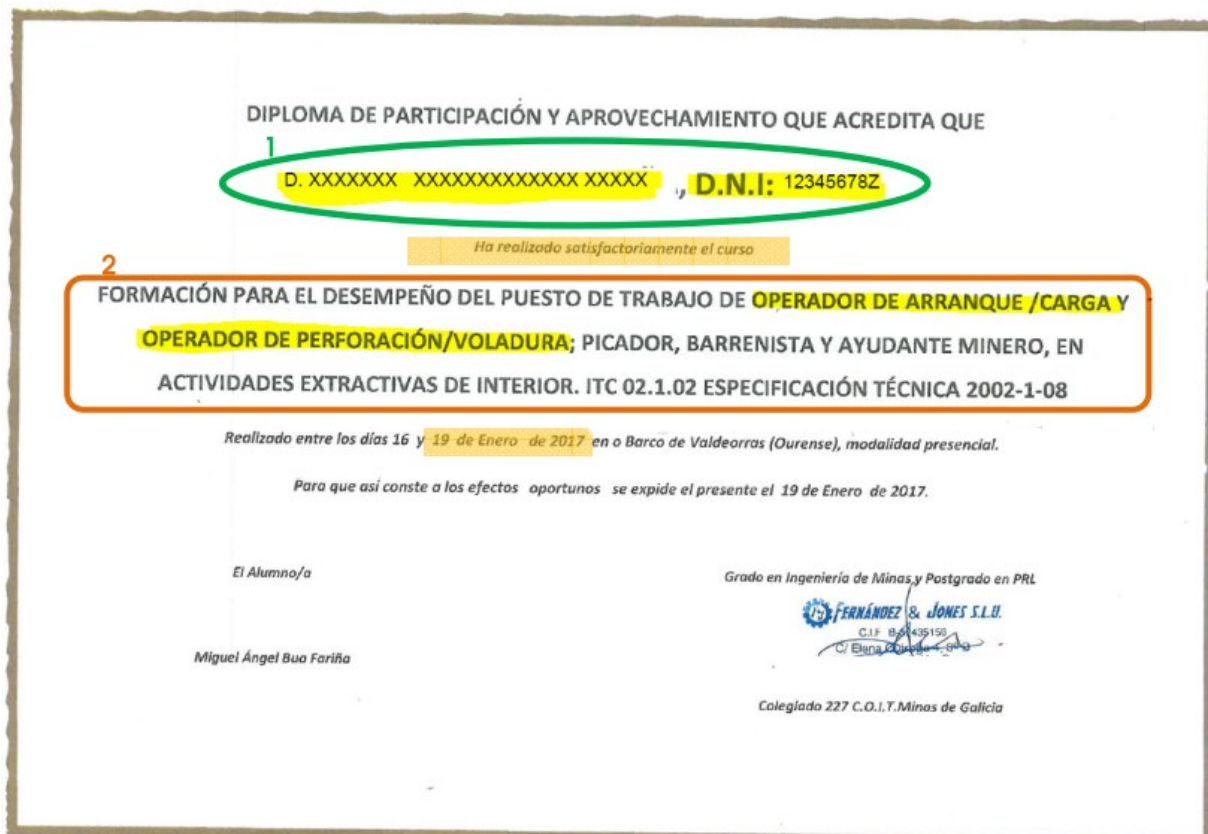 DIPLOMA DE PARTICIPACIÓN Y APROVECHAMIENTO QUE ACREDITA QUE
1
D. XXXXXXX XXXXXXXXXXXXX XXXXX , D.N.I: 12345678Z
Ha realizado satisfactoriamente el curso
2
FORMACIÓN PARA EL DESEMPEÑO DEL PUESTO DE TRABAJO DE OPERADOR DE ARRANQUE /CARGA Y
OPERADOR DE PERFORACIÓN/VOLADURA; PICADOR, BARRENISTA Y AYUDANTE MINERO, EN
ACTIVIDADES EXTRACTIVAS DE INTERIOR. ITC 02.1.02 ESPECIFICACIÓN TÉCNICA 2002-1-08
Realizado entre los días 16 y 19 de Enero de 2017 en o Barco de Valdeorras (Ourense), modalidad presencial.
Para que así conste a los efectos oportunos se expide el presente el 19 de Enero de 2017.
El Alumno/a
Grado en Ingeniería de Minas y Postgrado en PRL
FERNÁNDEZ & JONES S.L.U.
C.I.F
C/ Elena
Miguel Ángel Bua Fariña
Colegiado 227 C.O.I.T.Minas de Galicia